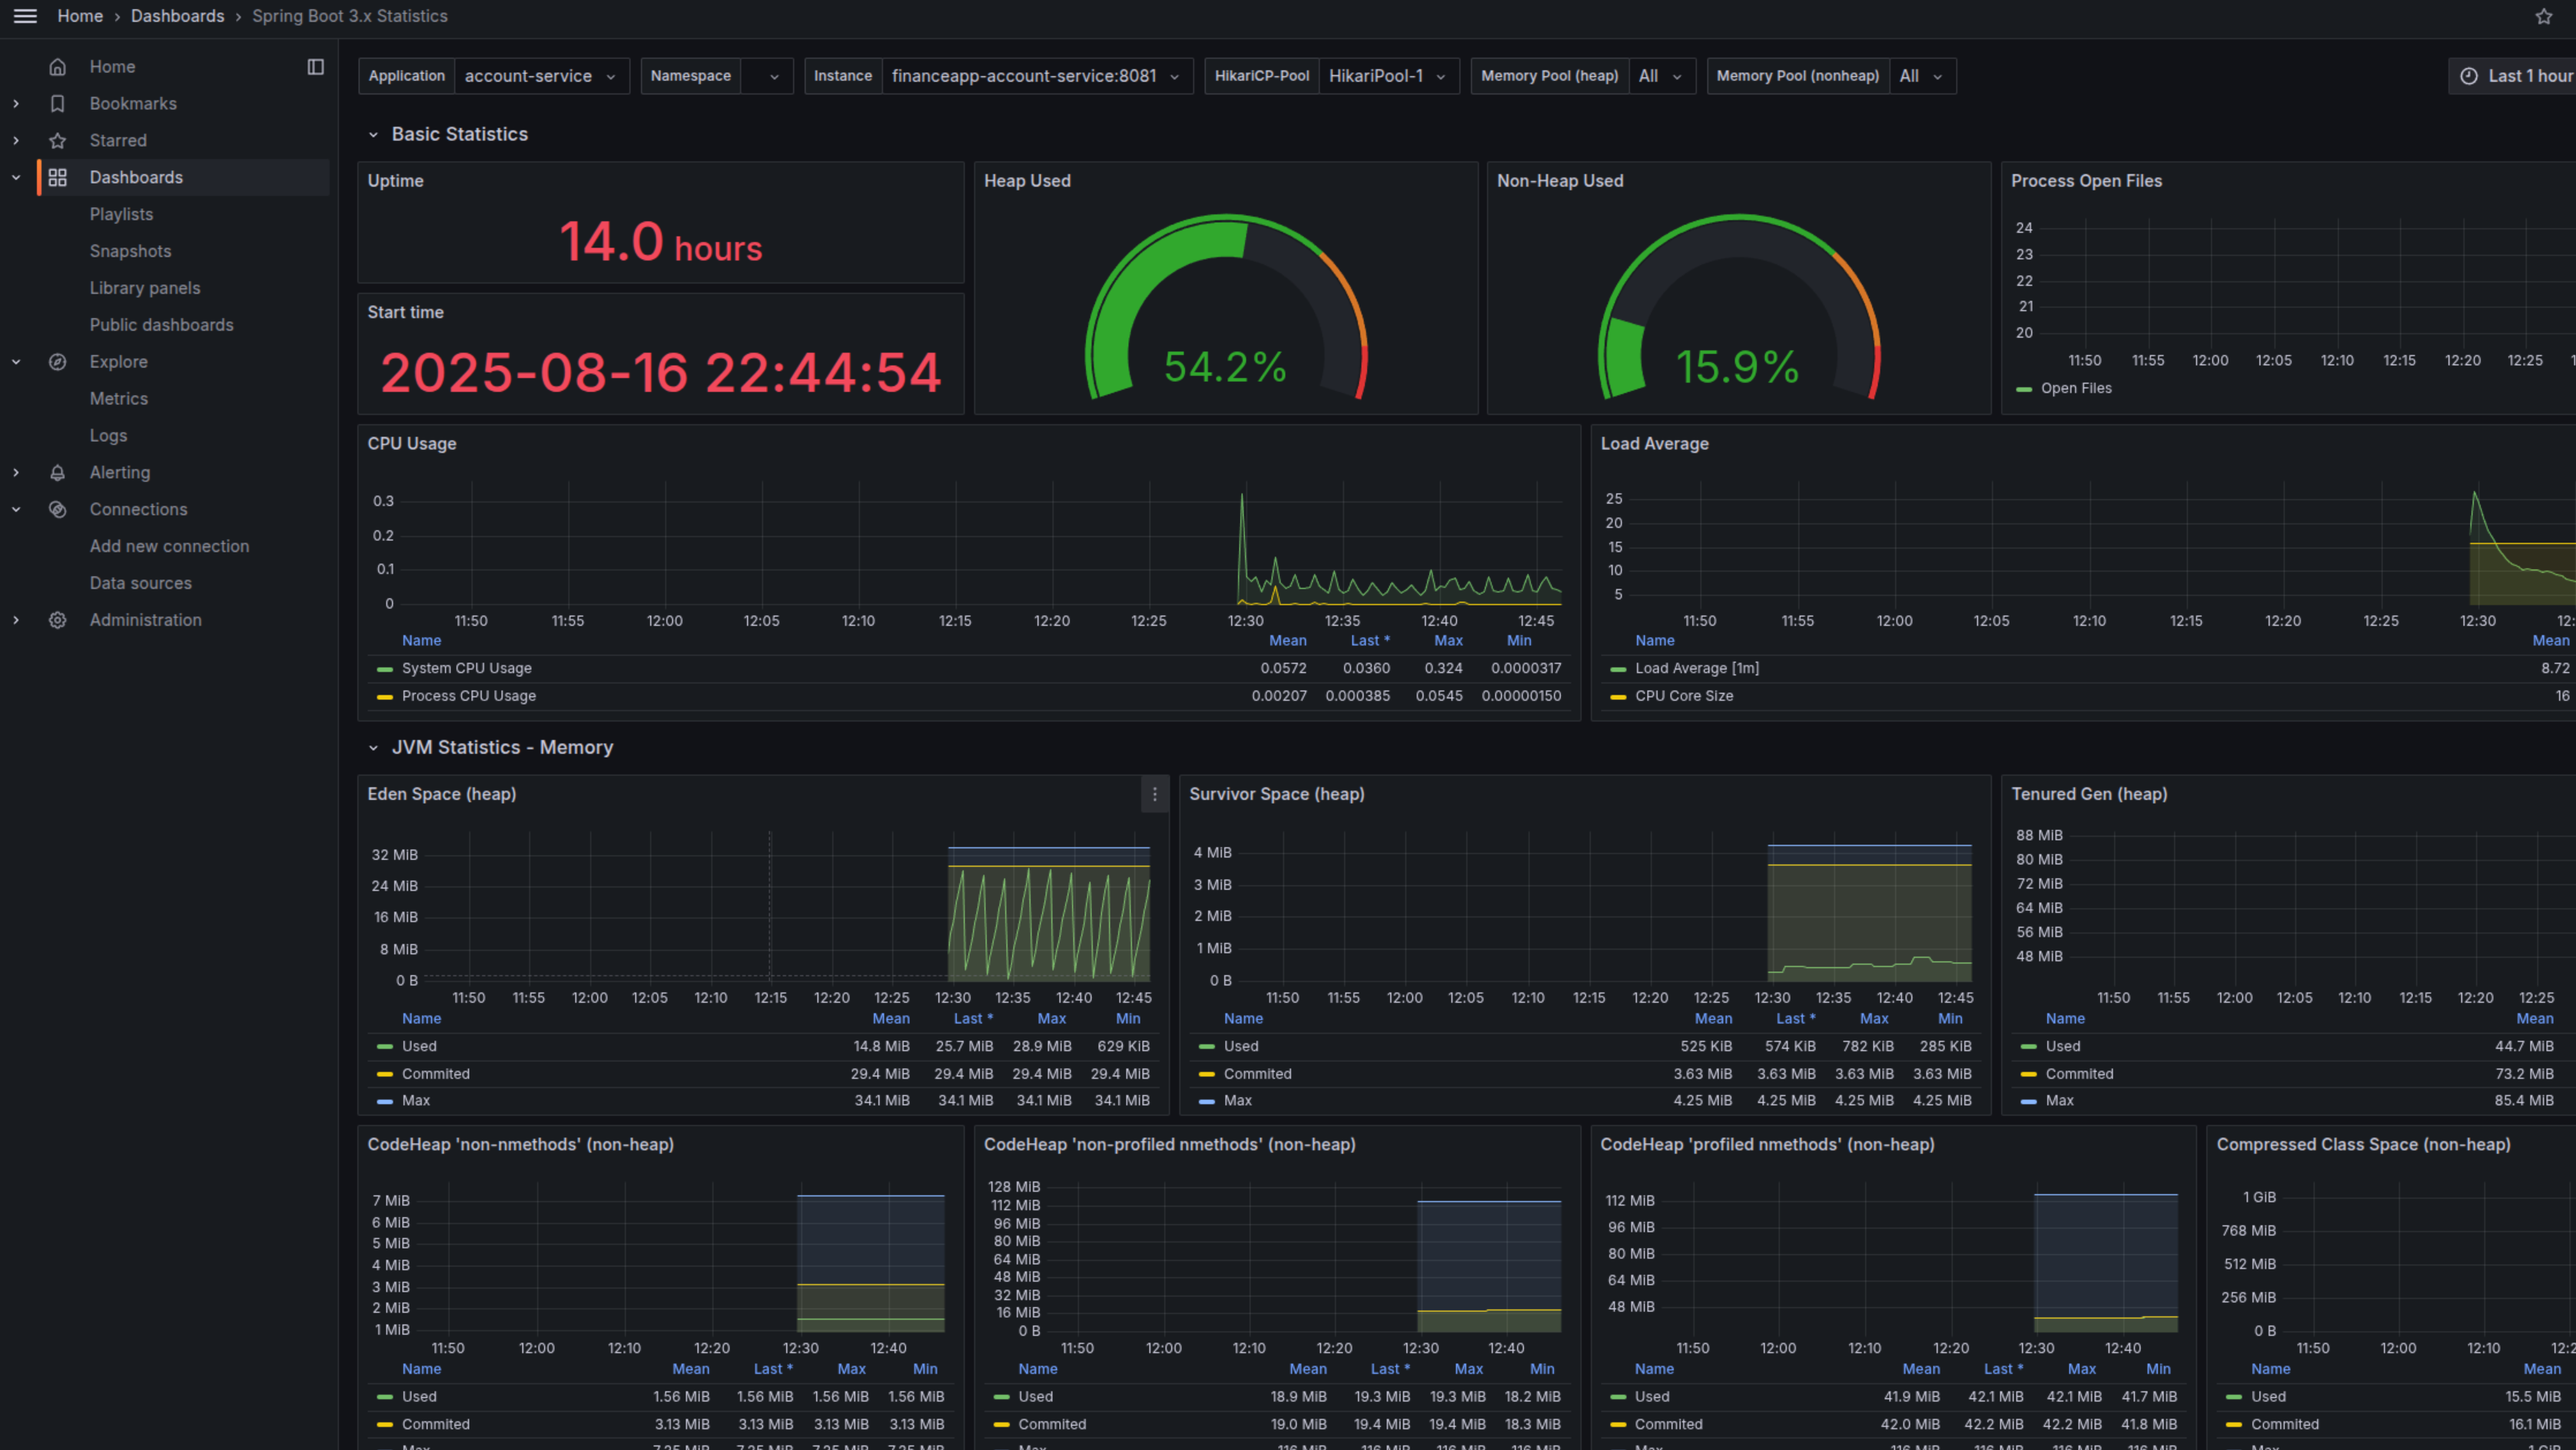 Home › Dashboards › Spring Boot 3.x Statistics
Home
Bookmarks
Starred
Dashboards
Playlists
Snapshots
Library panels
Public dashboards
Explore
Metrics
Logs
Alerting
Connections
Add new connection
Data sources
Administration
Application account-service Namespace Instance financeapp-account-service:8081 HikariCP-Pool HikariPool-1 Memory Pool (heap) All Memory Pool (nonheap) All Last 1 hour
Basic Statistics
Uptime
14.0 hours
Start time
2025-08-16 22:44:54
Heap Used
54.2%
Non-Heap Used
15.9%
Process Open Files
24
23
22
21
20
11:50 11:55 12:00 12:05 12:10 12:15 12:20 12:25
Open Files
CPU Usage
0.3
0.2
0.1
0
11:50 11:55 12:00 12:05 12:10 12:15 12:20 12:25 12:30 12:35 12:40 12:45
Name Mean Last * Max Min
System CPU Usage 0.0572 0.0360 0.324 0.0000317
Process CPU Usage 0.00207 0.000385 0.0545 0.00000150
Load Average
25
20
15
10
5
11:50 11:55 12:00 12:05 12:10 12:15 12:20 12:25 12:30 12:
Name Mean
Load Average [1m] 8.72
CPU Core Size 16
JVM Statistics - Memory
Eden Space (heap)
32 MiB
24 MiB
16 MiB
8 MiB
0 B
11:50 11:55 12:00 12:05 12:10 12:15 12:20 12:25 12:30 12:35 12:40 12:45
Name Mean Last * Max Min
Used 14.8 MiB 25.7 MiB 28.9 MiB 629 KiB
Commited 29.4 MiB 29.4 MiB 29.4 MiB 29.4 MiB
Max 34.1 MiB 34.1 MiB 34.1 MiB 34.1 MiB
Survivor Space (heap)
4 MiB
3 MiB
2 MiB
1 MiB
0 B
11:50 11:55 12:00 12:05 12:10 12:15 12:20 12:25 12:30 12:35 12:40 12:45
Name Mean Last * Max Min
Used 525 KiB 574 KiB 782 KiB 285 KiB
Commited 3.63 MiB 3.63 MiB 3.63 MiB 3.63 MiB
Max 4.25 MiB 4.25 MiB 4.25 MiB 4.25 MiB
Tenured Gen (heap)
88 MiB
80 MiB
72 MiB
64 MiB
56 MiB
48 MiB
11:50 11:55 12:00 12:05 12:10 12:15 12:20 12:25
Name Mean
Used 44.7 MiB
Commited 73.2 MiB
Max 85.4 MiB
CodeHeap 'non-nmethods' (non-heap)
7 MiB
6 MiB
5 MiB
4 MiB
3 MiB
2 MiB
1 MiB
11:50 12:00 12:10 12:20 12:30 12:40
Name Mean Last * Max Min
Used 1.56 MiB 1.56 MiB 1.56 MiB 1.56 MiB
Commited 3.13 MiB 3.13 MiB 3.13 MiB 3.13 MiB
CodeHeap 'non-profiled nmethods' (non-heap)
128 MiB
112 MiB
96 MiB
80 MiB
64 MiB
48 MiB
32 MiB
16 MiB
0 B
11:50 12:00 12:10 12:20 12:30 12:40
Name Mean Last * Max Min
Used 18.9 MiB 19.3 MiB 19.3 MiB 18.2 MiB
Commited 19.0 MiB 19.4 MiB 19.4 MiB 18.3 MiB
CodeHeap 'profiled nmethods' (non-heap)
112 MiB
96 MiB
80 MiB
64 MiB
48 MiB
11:50 12:00 12:10 12:20 12:30 12:40
Name Mean Last * Max Min
Used 41.9 MiB 42.1 MiB 42.1 MiB 41.7 MiB
Commited 42.0 MiB 42.2 MiB 42.2 MiB 41.8 MiB
Compressed Class Space (non-heap)
1 GiB
768 MiB
512 MiB
256 MiB
0 B
11:50 12:00 12:10 12:2
Name Mean
Used 15.5 MiB
Commited 16.1 MiB